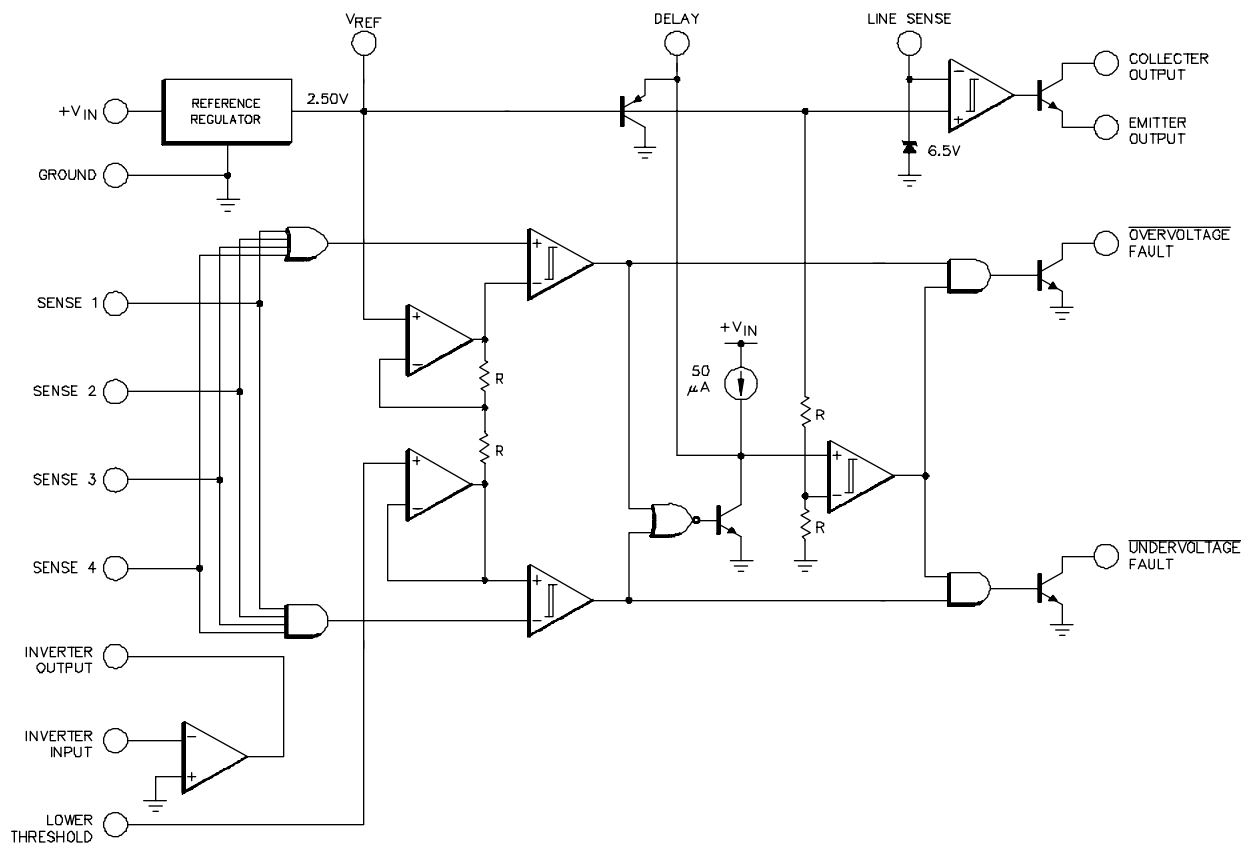 VREF
DELAY
LINE SENSE
COLLECTER
OUTPUT
+VIN
REFERENCE
REGULATOR
2.50V
−
+
EMITTER
OUTPUT
6.5V
GROUND
OVERVOLTAGE
FAULT
+
−
SENSE 1
+
−
+VIN
SENSE 2
R
50
µA
R
SENSE 3
R
+
−
+
−
R
SENSE 4
UNDERVOLTAGE
FAULT
+
−
INVERTER
OUTPUT
INVERTER
INPUT
−
+
LOWER
THRESHOLD